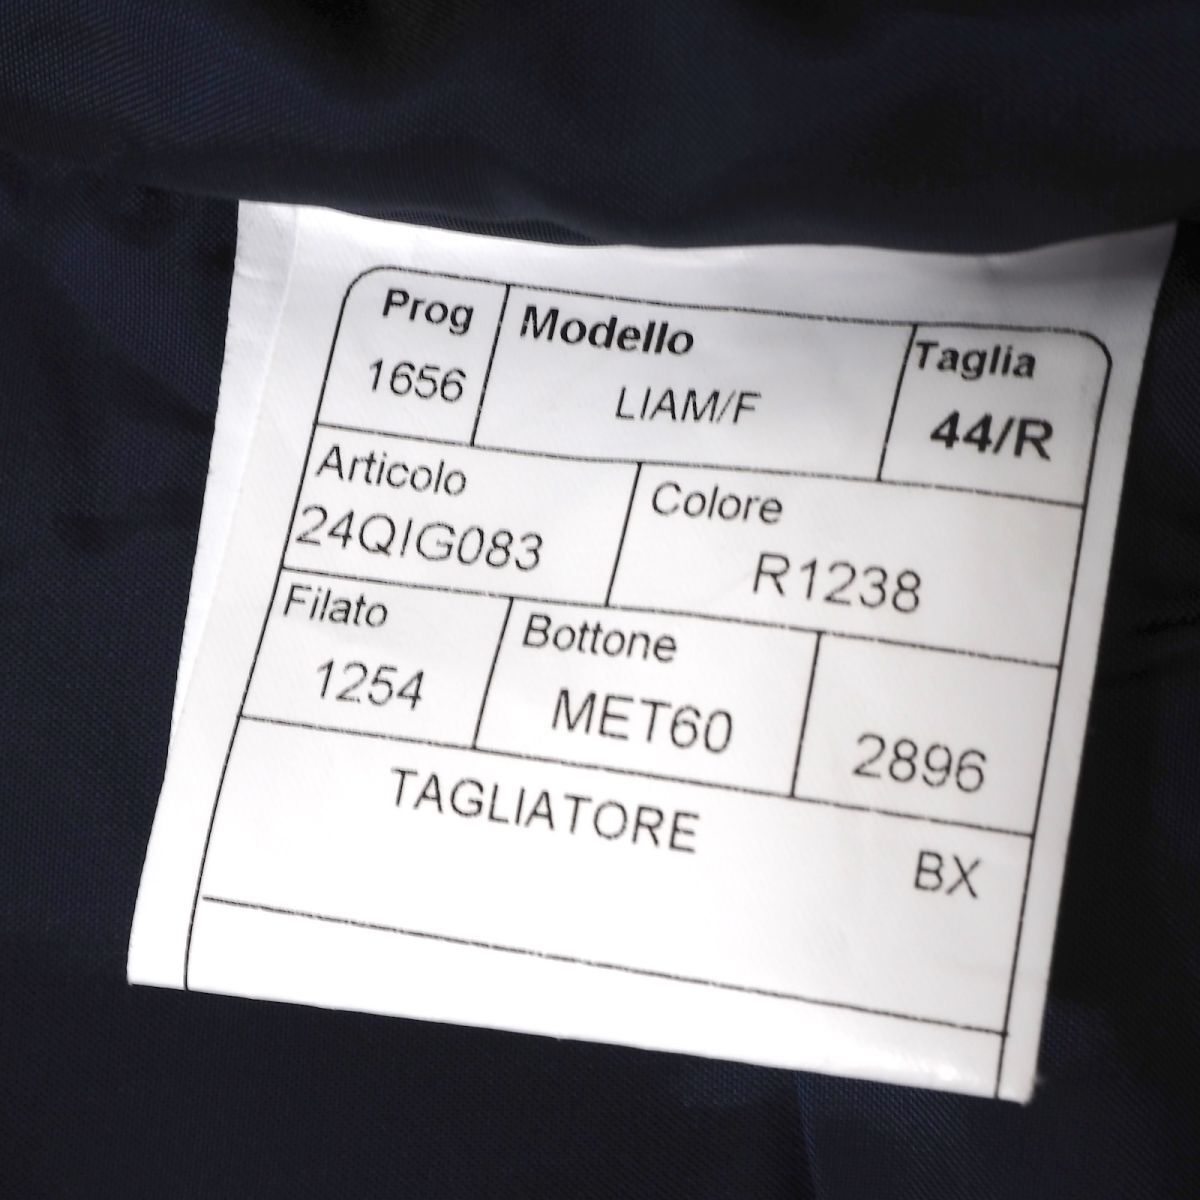 Prog Modello Taglia
1656 LIAM/F 44/R
Articolo Colore
24QIG083 R1238
Filato Bottone
1254 MET60 2896
TAGLIATORE
BX